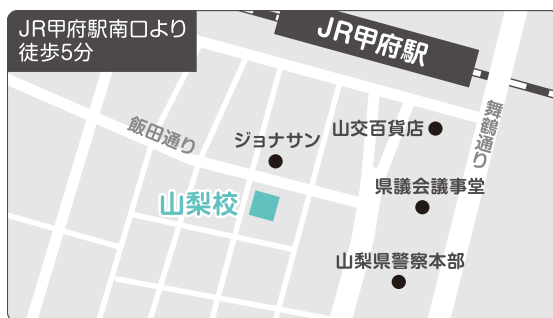 JR甲府駅南口より
徒歩5分
JR甲府駅
飯田通り
ジョナサン
山交百貨店
舞鶴通り
山梨校
県議会議事堂
山梨県警察本部